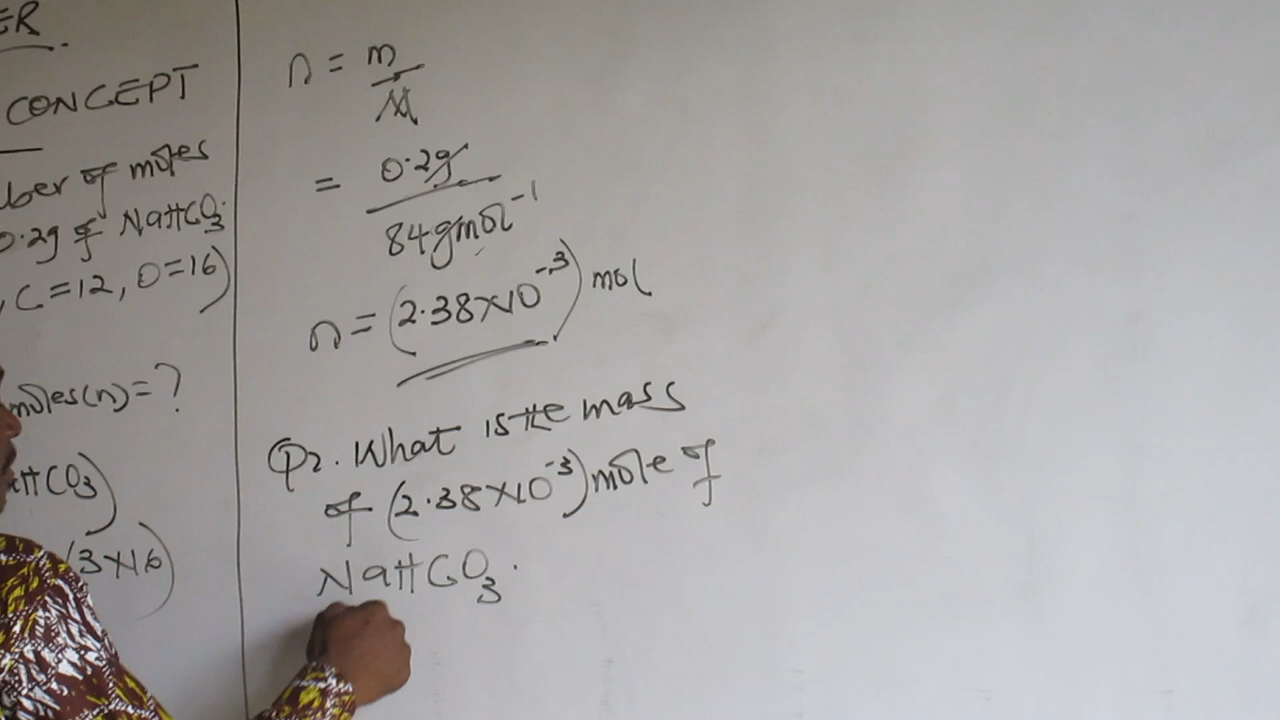 ER
CONCEPT
ber of moles
0.2g of NaHCO3.
, C=12, O=16)
moles(n) = ?
aHCO3)
(3×16)
n = m
M
= 0.2g
84gmol⁻¹
n = (2.38×10⁻³) mol
Q2. What is the mass
of (2.38×10⁻³) mole of
NaHCO3.